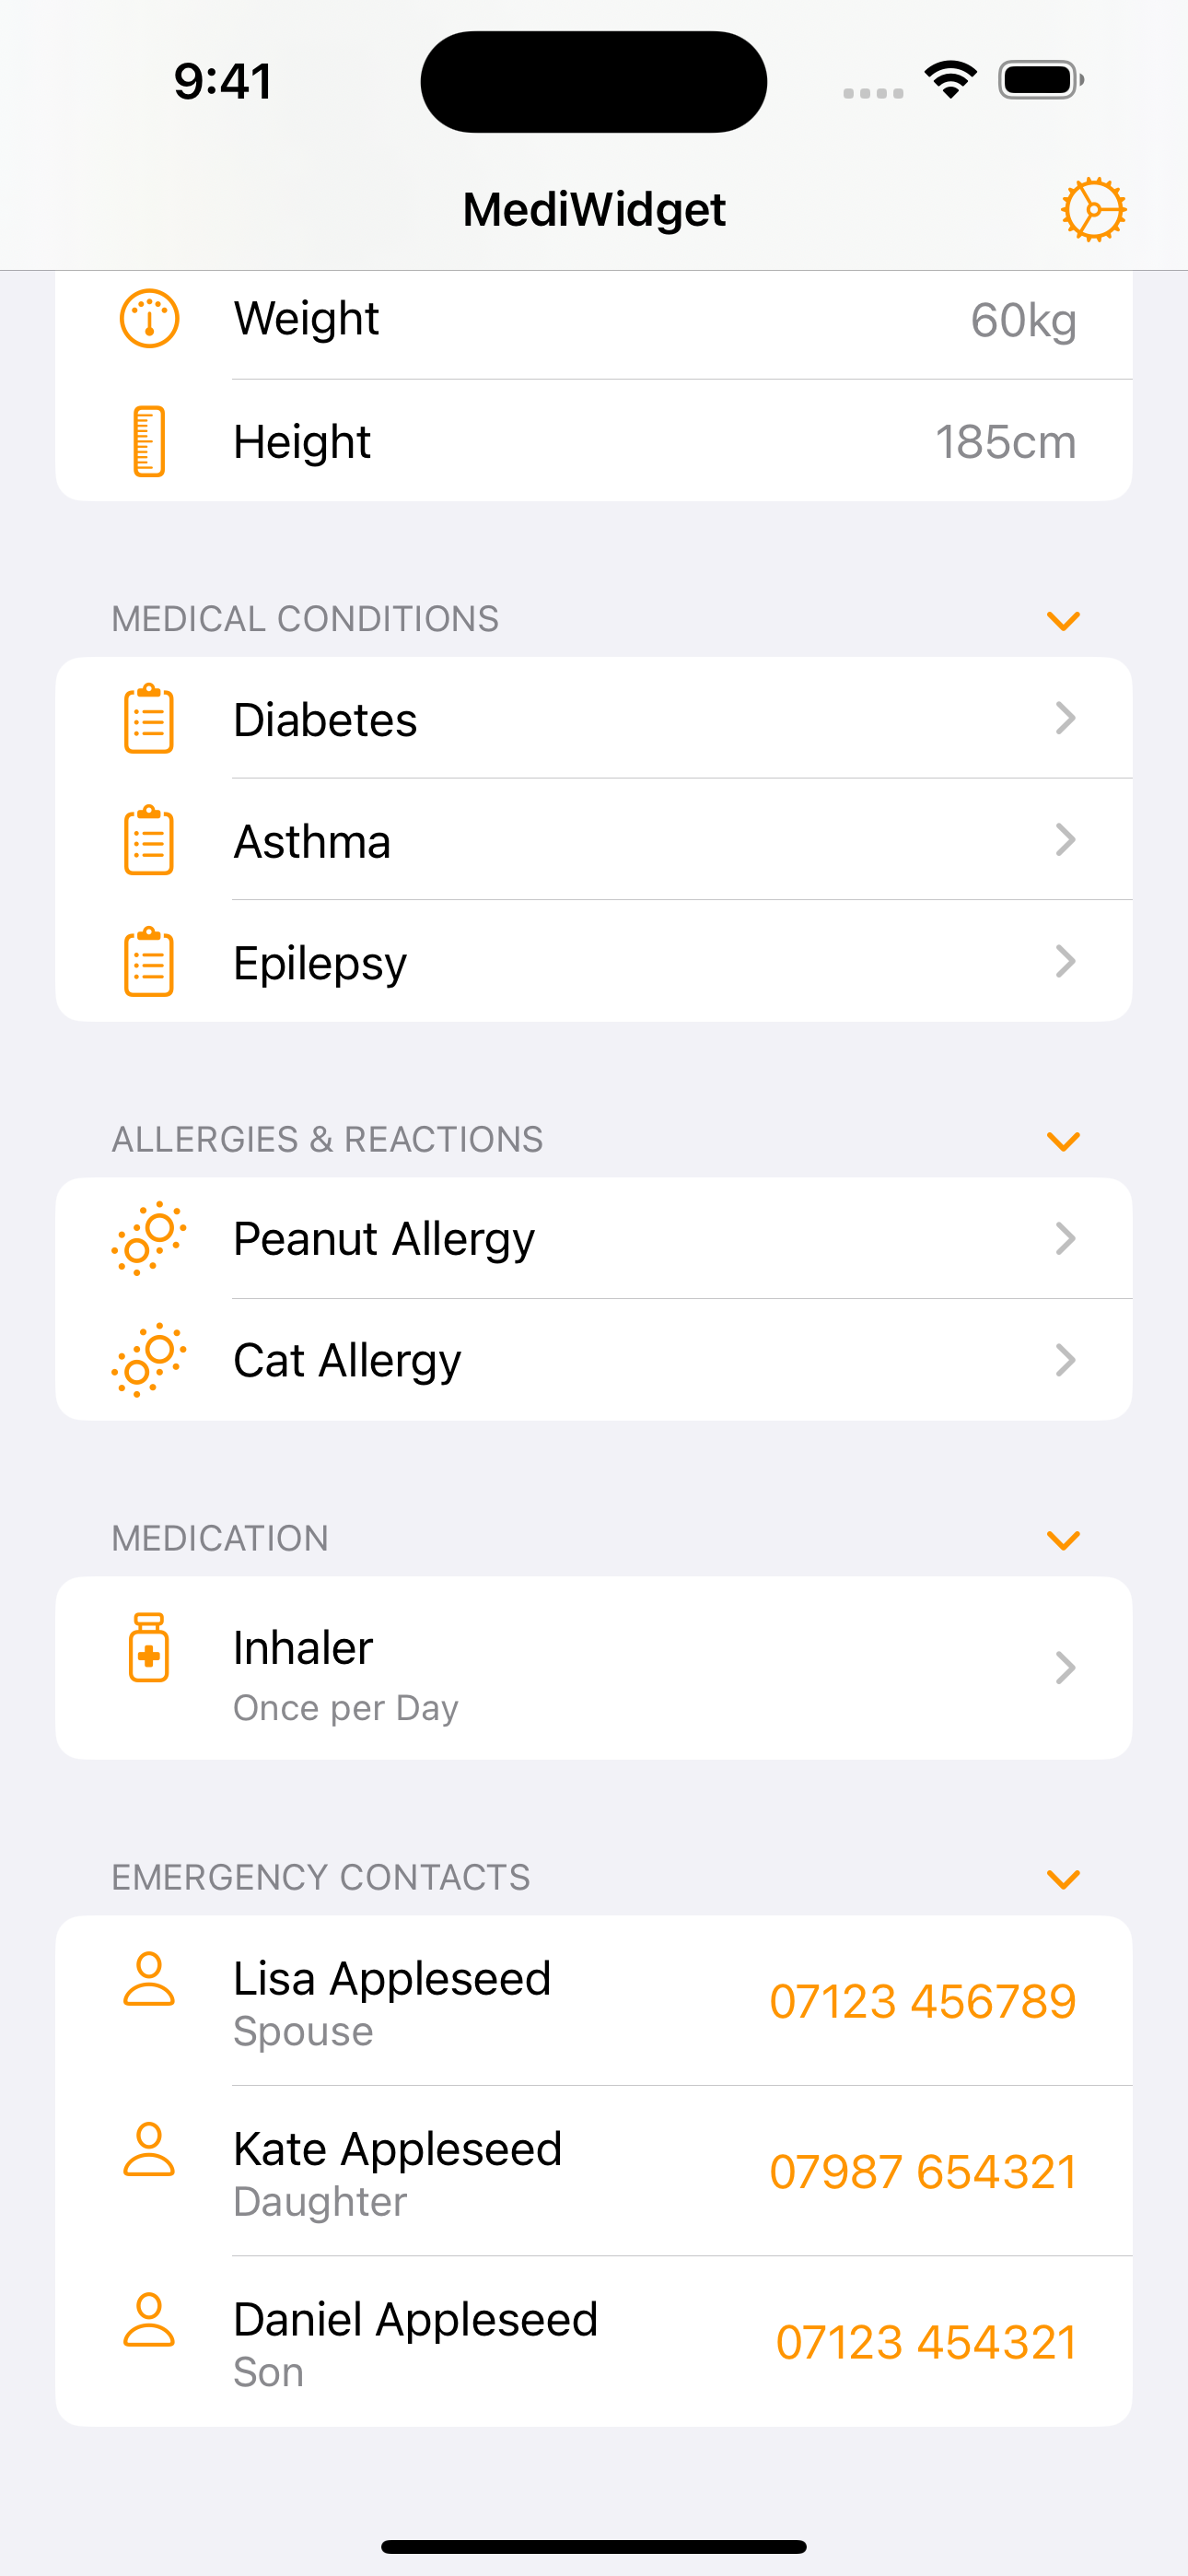 9:41
MediWidget
Weight 60kg
Height 185cm
MEDICAL CONDITIONS
Diabetes
Asthma
Epilepsy
ALLERGIES & REACTIONS
Peanut Allergy
Cat Allergy
MEDICATION
Inhaler
Once per Day
EMERGENCY CONTACTS
Lisa Appleseed
Spouse
07123 456789
Kate Appleseed
Daughter
07987 654321
Daniel Appleseed
Son
07123 454321